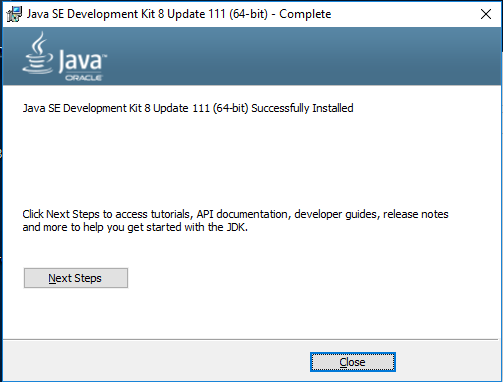 Java SE Development Kit 8 Update 111 (64-bit) - Complete
Java™
ORACLE
Java SE Development Kit 8 Update 111 (64-bit) Successfully Installed
Click Next Steps to access tutorials, API documentation, developer guides, release notes
and more to help you get started with the JDK.
Next Steps
Close